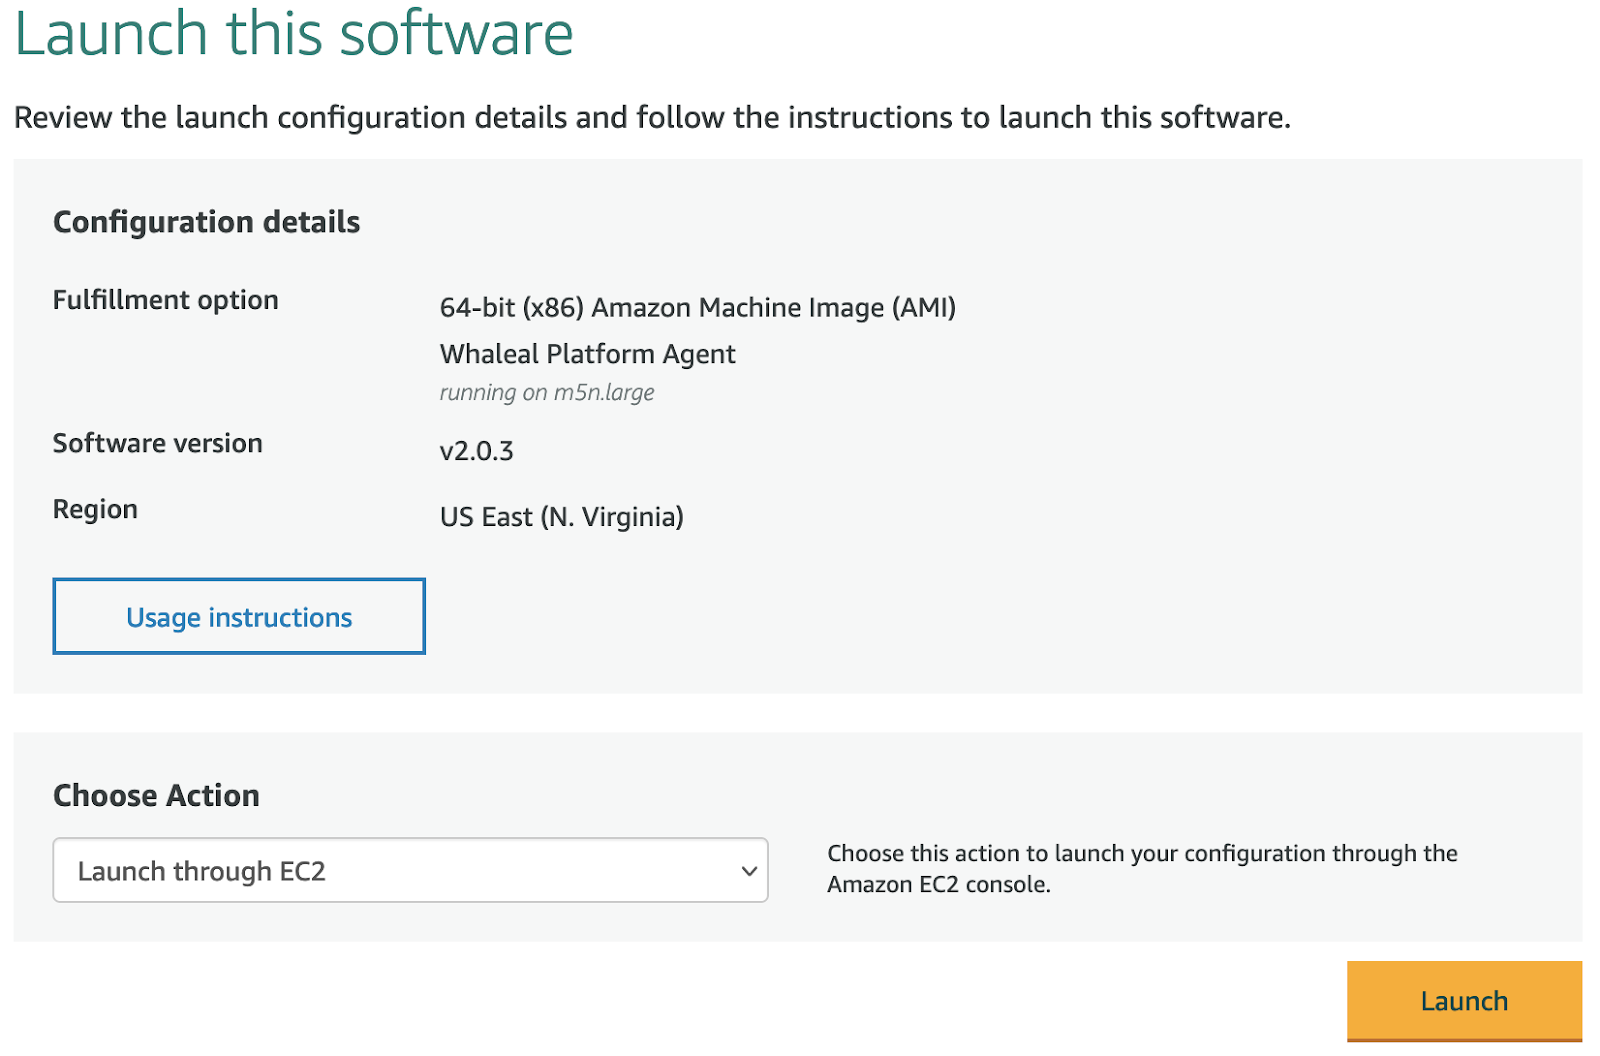 Launch this software
Review the launch configuration details and follow the instructions to launch this software.
Configuration details
Fulfillment option
64-bit (x86) Amazon Machine Image (AMI)
Whaleal Platform Agent
running on m5n.large
Software version
v2.0.3
Region
US East (N. Virginia)
Usage instructions
Choose Action
Launch through EC2
Choose this action to launch your configuration through the
Amazon EC2 console.
Launch